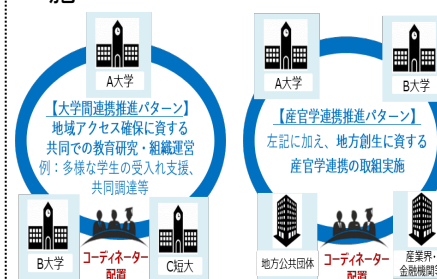 A大学
【大学間連携推進パターン】
地域アクセス確保に資する
共同での教育研究・組織運営
例：多様な学生の受入れ支援、
共同調達等
B大学
コーディネーター
配置
C短大
A大学
B大学
【産官学連携推進パターン】
左記に加え、地方創生に資する
産官学連携の取組実施
地方公共団体
コーディネーター
配置
産業界・
金融機関等